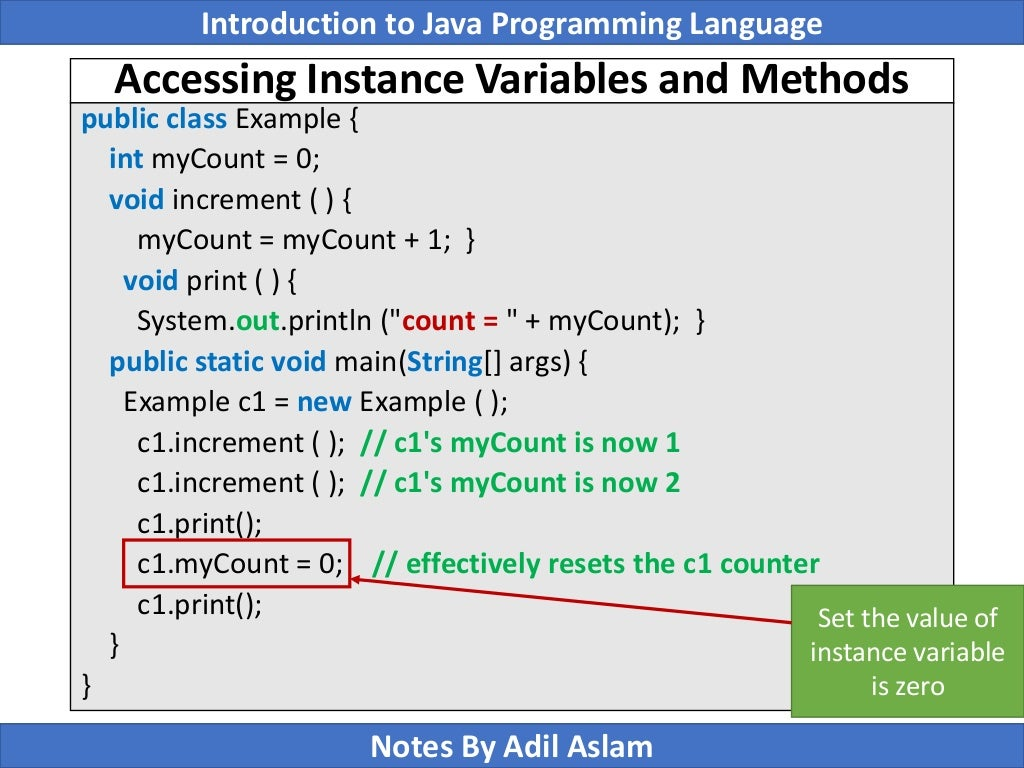 Introduction to Java Programming Language
Accessing Instance Variables and Methods
public class Example {
int myCount = 0;
void increment ( ) {
myCount = myCount + 1;  }
void print ( ) {
System.out.println ("count = " + myCount);  }
public static void main(String[] args) {
Example c1 = new Example ( );
c1.increment ( );  // c1's myCount is now 1
c1.increment ( );  // c1's myCount is now 2
c1.print();
c1.myCount = 0;   // effectively resets the c1 counter
c1.print();
}
}
Set the value of
instance variable
is zero
Notes By Adil Aslam